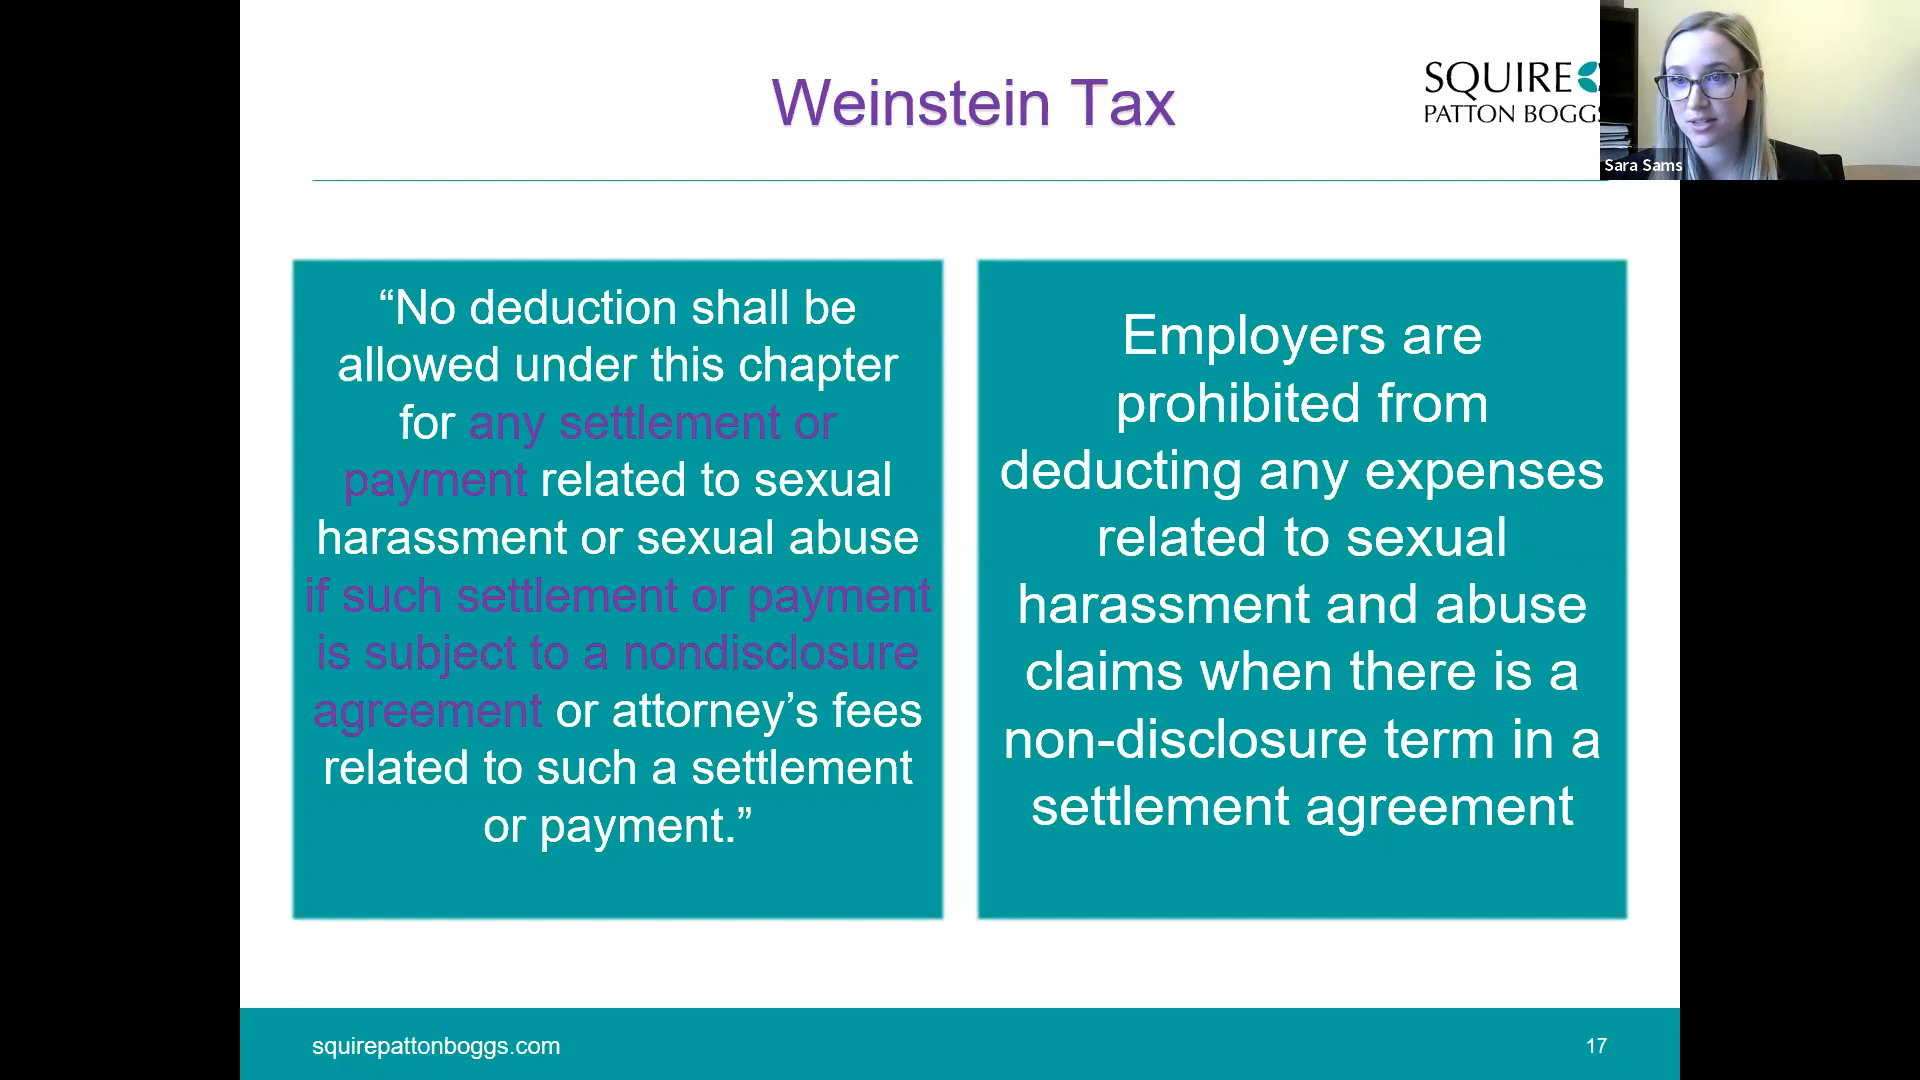 Weinstein Tax
SQUIRE
PATTON BOGGS
Sara Sams
“No deduction shall be
allowed under this chapter
for any settlement or
payment related to sexual
harassment or sexual abuse
if such settlement or payment
is subject to a nondisclosure
agreement or attorney’s fees
related to such a settlement
or payment.”
Employers are
prohibited from
deducting any expenses
related to sexual
harassment and abuse
claims when there is a
non-disclosure term in a
settlement agreement
squirepattonboggs.com
17